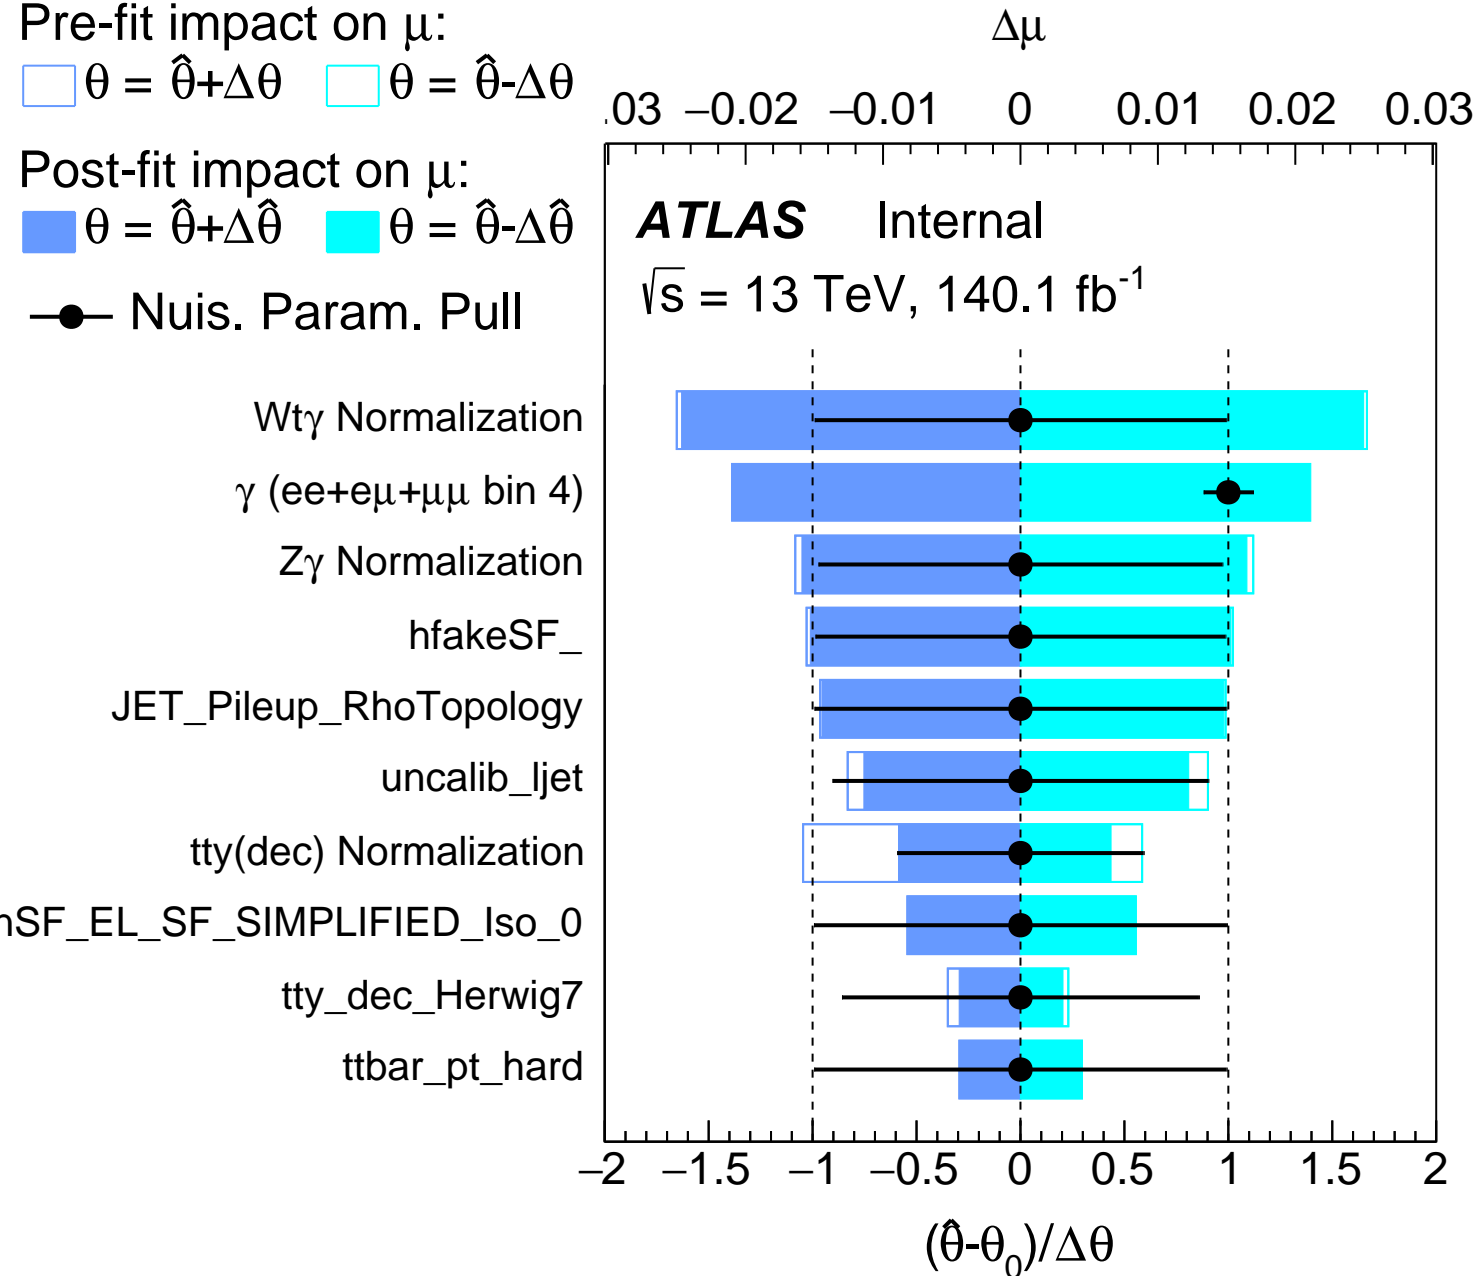 Pre-fit impact on μ:
θ = θ̂+Δθ θ = θ̂-Δθ
Post-fit impact on μ:
θ = θ̂+Δθ̂ θ = θ̂-Δθ̂
Nuis. Param. Pull
Δμ
.03 −0.02 −0.01 0 0.01 0.02 0.03
ATLAS Internal
√s = 13 TeV, 140.1 fb⁻¹
Wtγ Normalization
γ (ee+eμ+μμ bin 4)
Zγ Normalization
hfakeSF_
JET_Pileup_RhoTopology
uncalib_ljet
tty(dec) Normalization
nSF_EL_SF_SIMPLIFIED_Iso_0
tty_dec_Herwig7
ttbar_pt_hard
−2 −1.5 −1 −0.5 0 0.5 1 1.5 2
(θ̂-θ₀)/Δθ